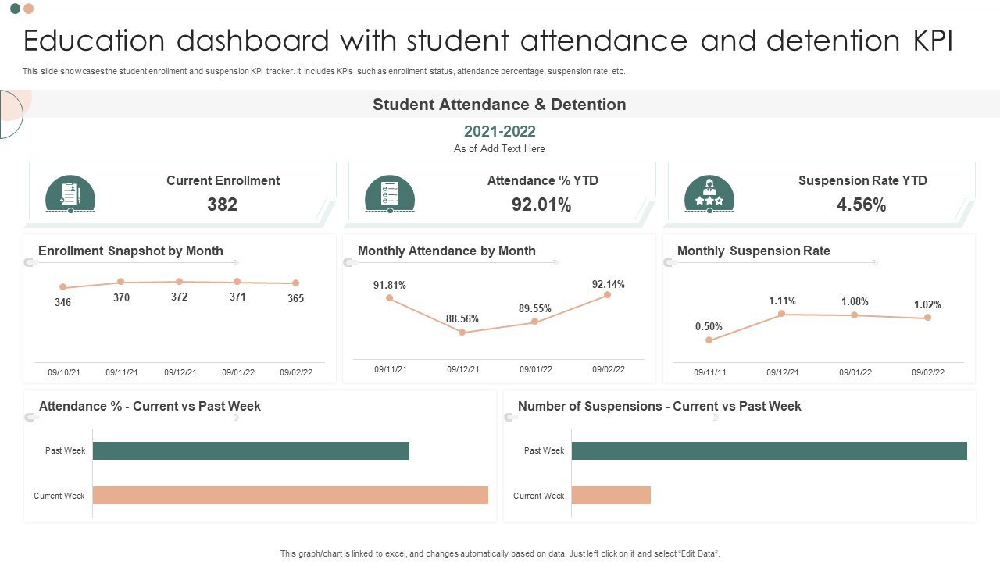 Education dashboard with student attendance and detention KPI
This slide showcases the student enrollment and suspension KPI tracker. It includes KPIs such as enrollment status, attendance percentage, suspension rate, etc.
Student Attendance & Detention
2021-2022
As of Add Text Here
Current Enrollment
382
Attendance % YTD
92.01%
Suspension Rate YTD
4.56%
Enrollment Snapshot by Month
346
370
372
371
365
09/10/21
09/11/21
09/12/21
09/01/22
09/02/22
Monthly Attendance by Month
91.81%
88.56%
89.55%
92.14%
09/11/21
09/12/21
09/01/22
09/02/22
Monthly Suspension Rate
0.50%
1.11%
1.08%
1.02%
09/11/11
09/12/21
09/01/22
09/02/22
Attendance % - Current vs Past Week
Past Week
Current Week
Number of Suspensions - Current vs Past Week
Past Week
Current Week
This graph/chart is linked to excel, and changes automatically based on data. Just left click on it and select “Edit Data”.